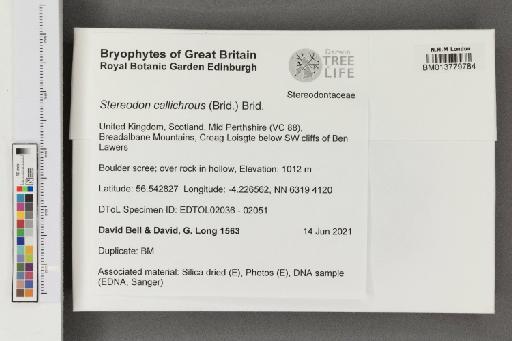 Bryophytes of Great Britain
Royal Botanic Garden Edinburgh
Darwin
TREE
OF
LIFE
N.H.M London
BM013779784
Stereodontaceae
Stereodon callichrous (Brid.) Brid.
United Kingdom, Scotland, Mid Perthshire (VC 88),
Breadalbane Mountains, Creag Loisgte below SW cliffs of Ben
Lawers
Boulder scree; over rock in hollow, Elevation: 1012 m
Latitude: 56.542827 Longitude: -4.226562, NN 6319 4120
DToL Specimen ID: EDTOL02036 - 02051
David Bell & David, G. Long 1563 14 Jun 2021
Duplicate: BM
Associated material: Silica dried (E), Photos (E), DNA sample
(EDNA, Sanger)